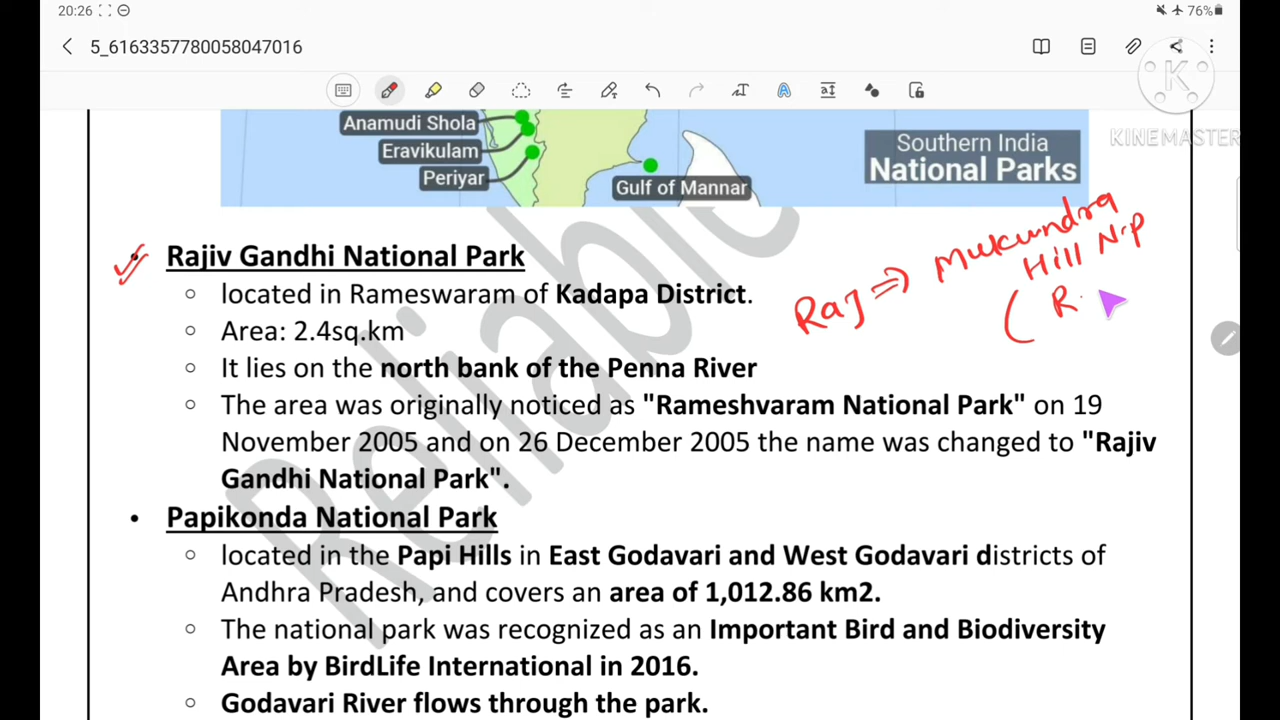 20:26
76%
5_6163357780058047016
K
KINEMASTER
Anamudi Shola
Eravikulam
Periyar
Gulf of Mannar
Southern India
National Parks
• Rajiv Gandhi National Park
○ located in Rameswaram of Kadapa District.
○ Area: 2.4sq.km
○ It lies on the north bank of the Penna River
○ The area was originally noticed as "Rameshvaram National Park" on 19
November 2005 and on 26 December 2005 the name was changed to "Rajiv
Gandhi National Park".
Raj ⇒ Mukundra
Hill N.P
( R.
• Papikonda National Park
○ located in the Papi Hills in East Godavari and West Godavari districts of
Andhra Pradesh, and covers an area of 1,012.86 km2.
○ The national park was recognized as an Important Bird and Biodiversity
Area by BirdLife International in 2016.
○ Godavari River flows through the park.
Reliable